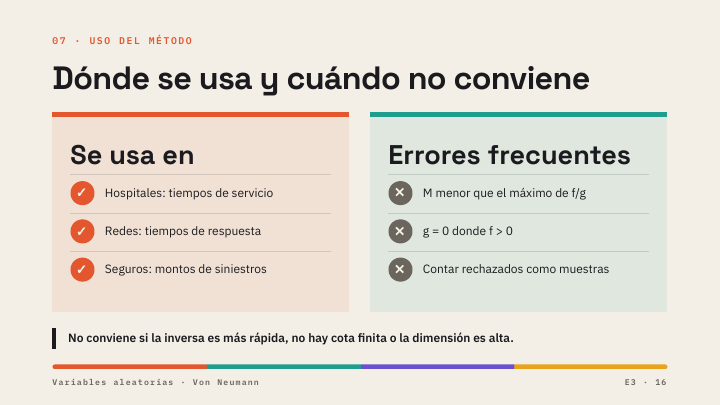 07 · USO DEL MÉTODO
Dónde se usa y cuándo no conviene
Se usa en
✓ Hospitales: tiempos de servicio
✓ Redes: tiempos de respuesta
✓ Seguros: montos de siniestros
Errores frecuentes
✕ M menor que el máximo de f/g
✕ g = 0 donde f > 0
✕ Contar rechazados como muestras
No conviene si la inversa es más rápida, no hay cota finita o la dimensión es alta.
Variables aleatorias · Von Neumann
E3 · 16